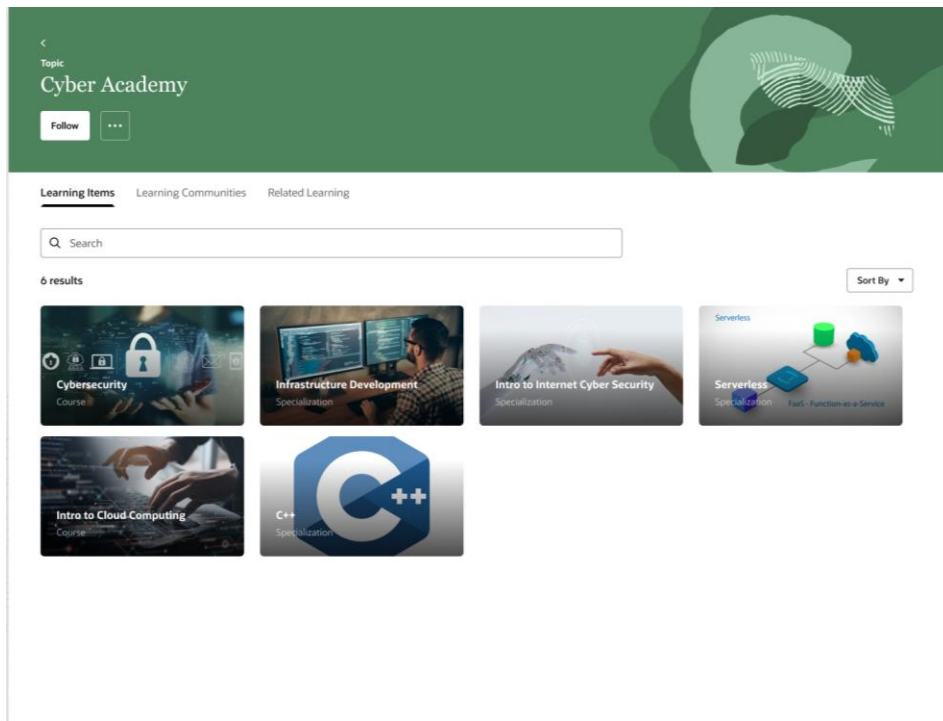 Topic
Cyber Academy
Follow
Learning Items
Learning Communities
Related Learning
Search
6 results
Sort By
Cybersecurity
Course
Infrastructure Development
Specialization
Intro to Internet Cyber Security
Specialization
Serverless
Serverless
Specialization
FaaS - Function-as-a-Service
Intro to Cloud Computing
Course
C++
C++
Specialization